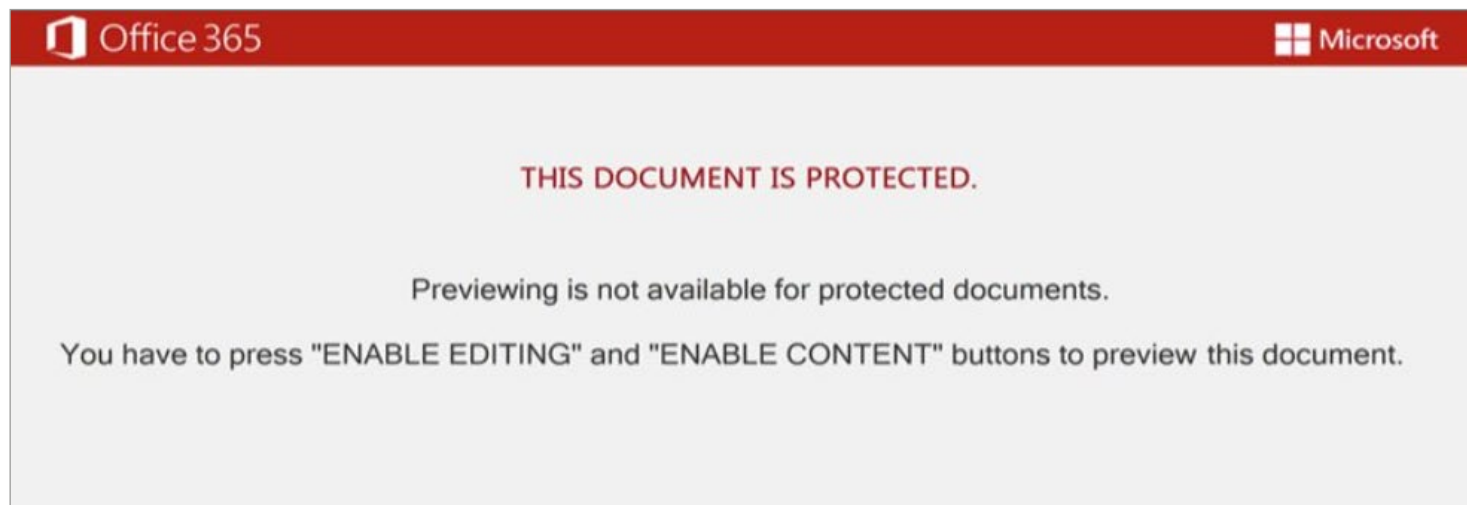 Office 365
Microsoft
THIS DOCUMENT IS PROTECTED.
Previewing is not available for protected documents.
You have to press "ENABLE EDITING" and "ENABLE CONTENT" buttons to preview this document.